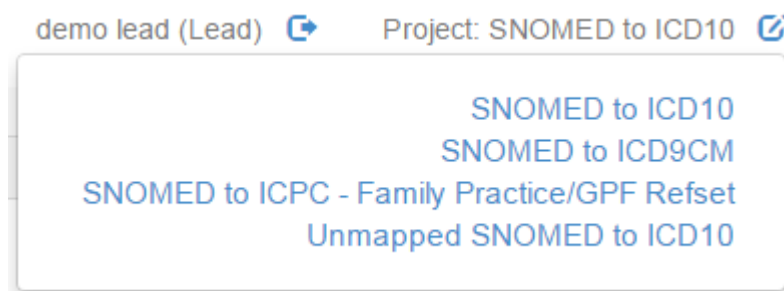 demo lead (Lead) Project: SNOMED to ICD10
SNOMED to ICD10
SNOMED to ICD9CM
SNOMED to ICPC - Family Practice/GPF Refset
Unmapped SNOMED to ICD10